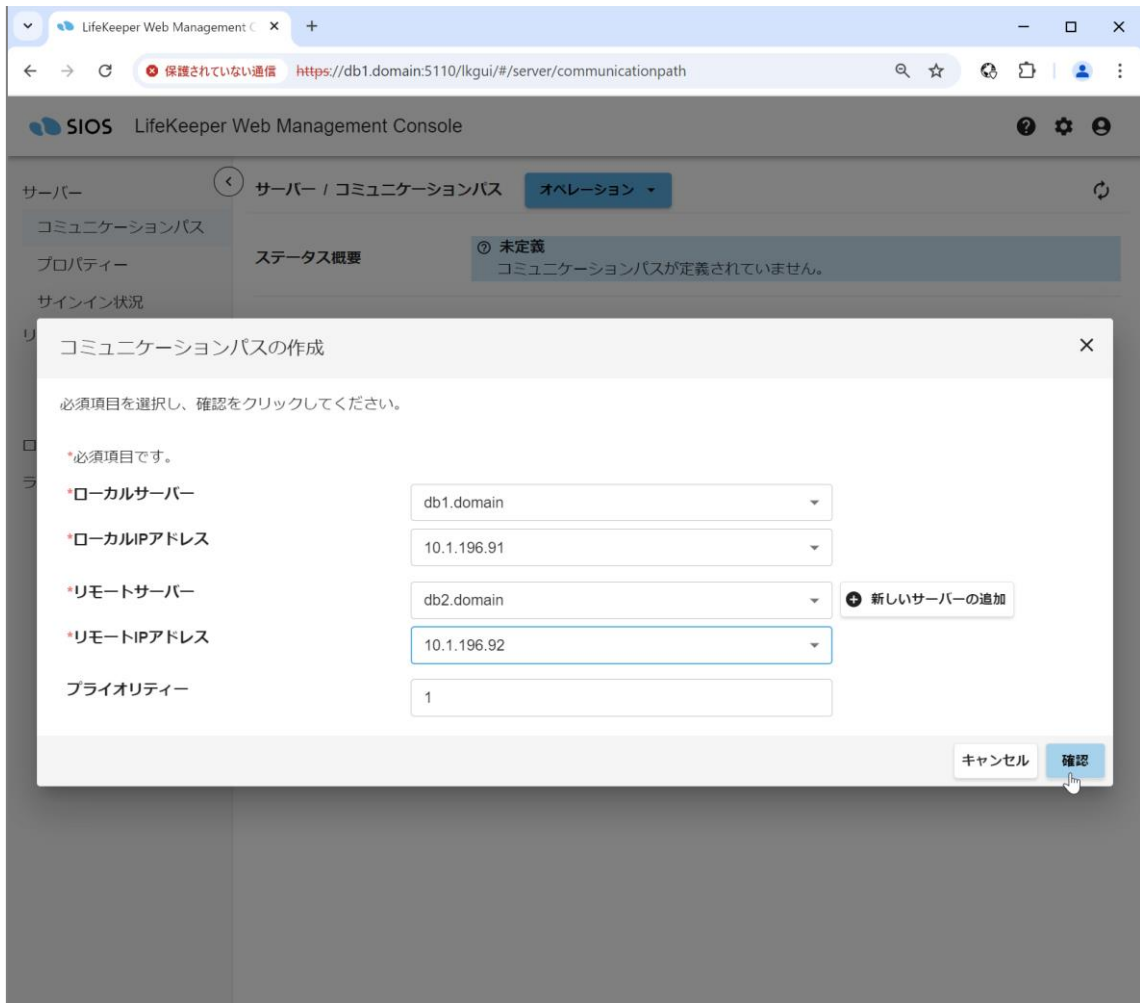 LifeKeeper Web Management C
保護されていない通信 https://db1.domain:5110/lkgui/#/server/communicationpath
SIOS LifeKeeper Web Management Console
サーバー
サーバー / コミュニケーションパス オペレーション
コミュニケーションパス
プロパティー
サインイン状況
ステータス概要
未定義
コミュニケーションパスが定義されていません。
リ
ロ
ラ
コミュニケーションパスの作成
必須項目を選択し、確認をクリックしてください。
*必須項目です。
*ローカルサーバー db1.domain
*ローカルIPアドレス 10.1.196.91
*リモートサーバー db2.domain 新しいサーバーの追加
*リモートIPアドレス 10.1.196.92
プライオリティー 1
キャンセル 確認